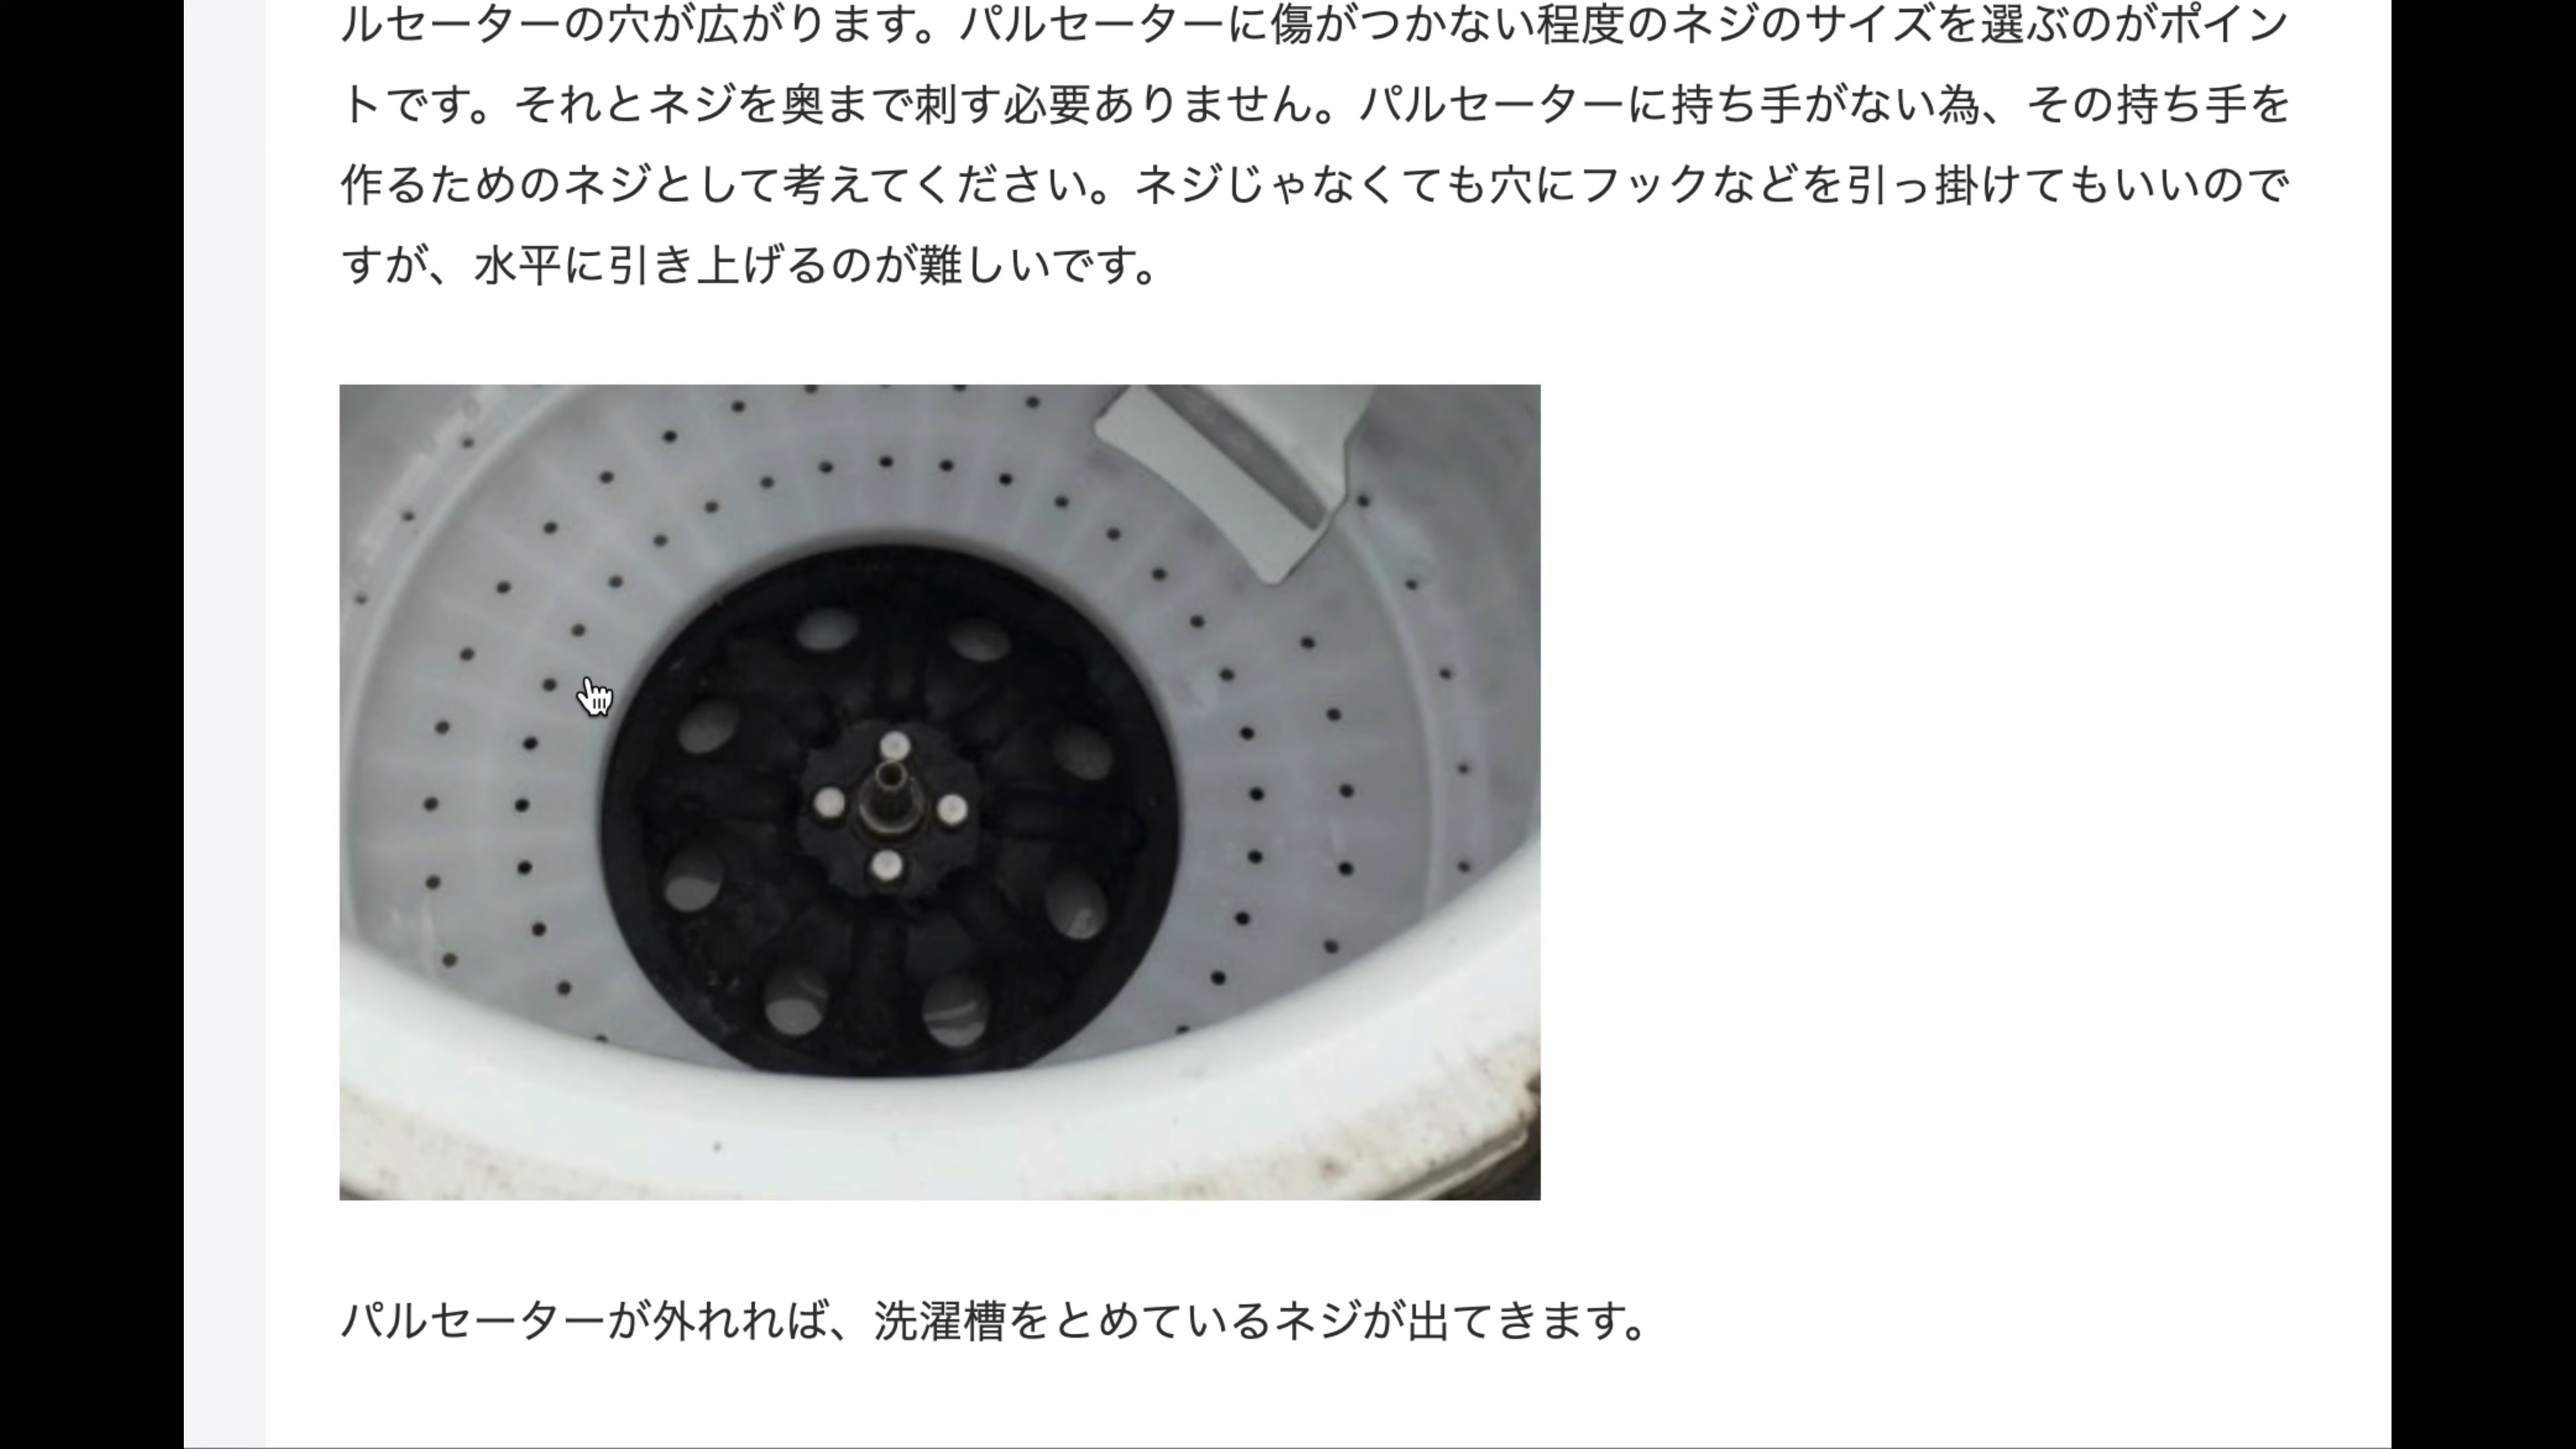 ルセーターの穴が広がります。パルセーターに傷がつかない程度のネジのサイズを選ぶのがポイン
トです。それとネジを奥まで刺す必要ありません。パルセーターに持ち手がない為、その持ち手を
作るためのネジとして考えてください。ネジじゃなくても穴にフックなどを引っ掛けてもいいので
すが、水平に引き上げるのが難しいです。
パルセーターが外れれば、洗濯槽をとめているネジが出てきます。